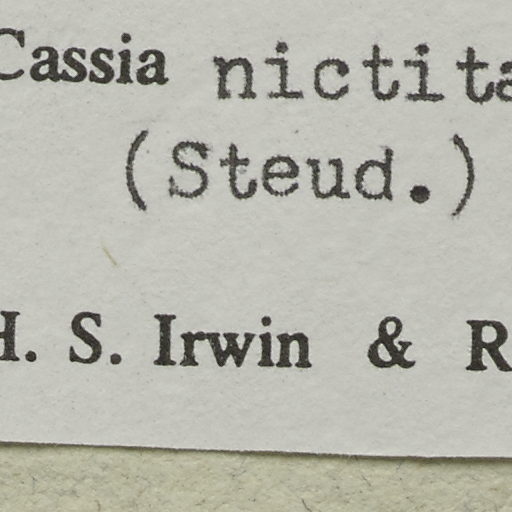 Cassia nictita
(Steud.)
H. S. Irwin & R